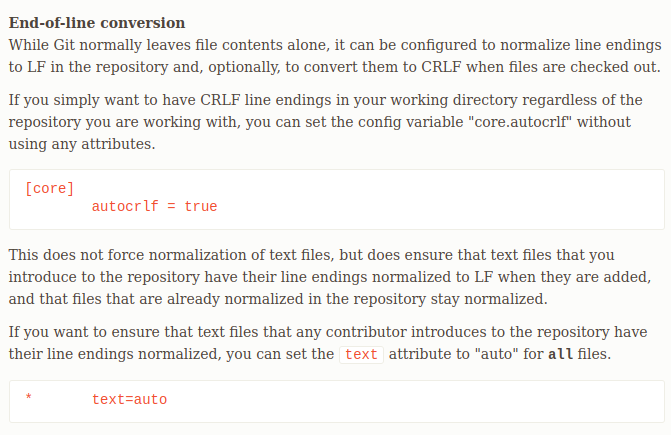 End-of-line conversion
While Git normally leaves file contents alone, it can be configured to normalize line endings
to LF in the repository and, optionally, to convert them to CRLF when files are checked out.
If you simply want to have CRLF line endings in your working directory regardless of the
repository you are working with, you can set the config variable "core.autocrlf" without
using any attributes.
[core]
        autocrlf = true
This does not force normalization of text files, but does ensure that text files that you
introduce to the repository have their line endings normalized to LF when they are added,
and that files that are already normalized in the repository stay normalized.
If you want to ensure that text files that any contributor introduces to the repository have
their line endings normalized, you can set the text attribute to "auto" for all files.
*       text=auto